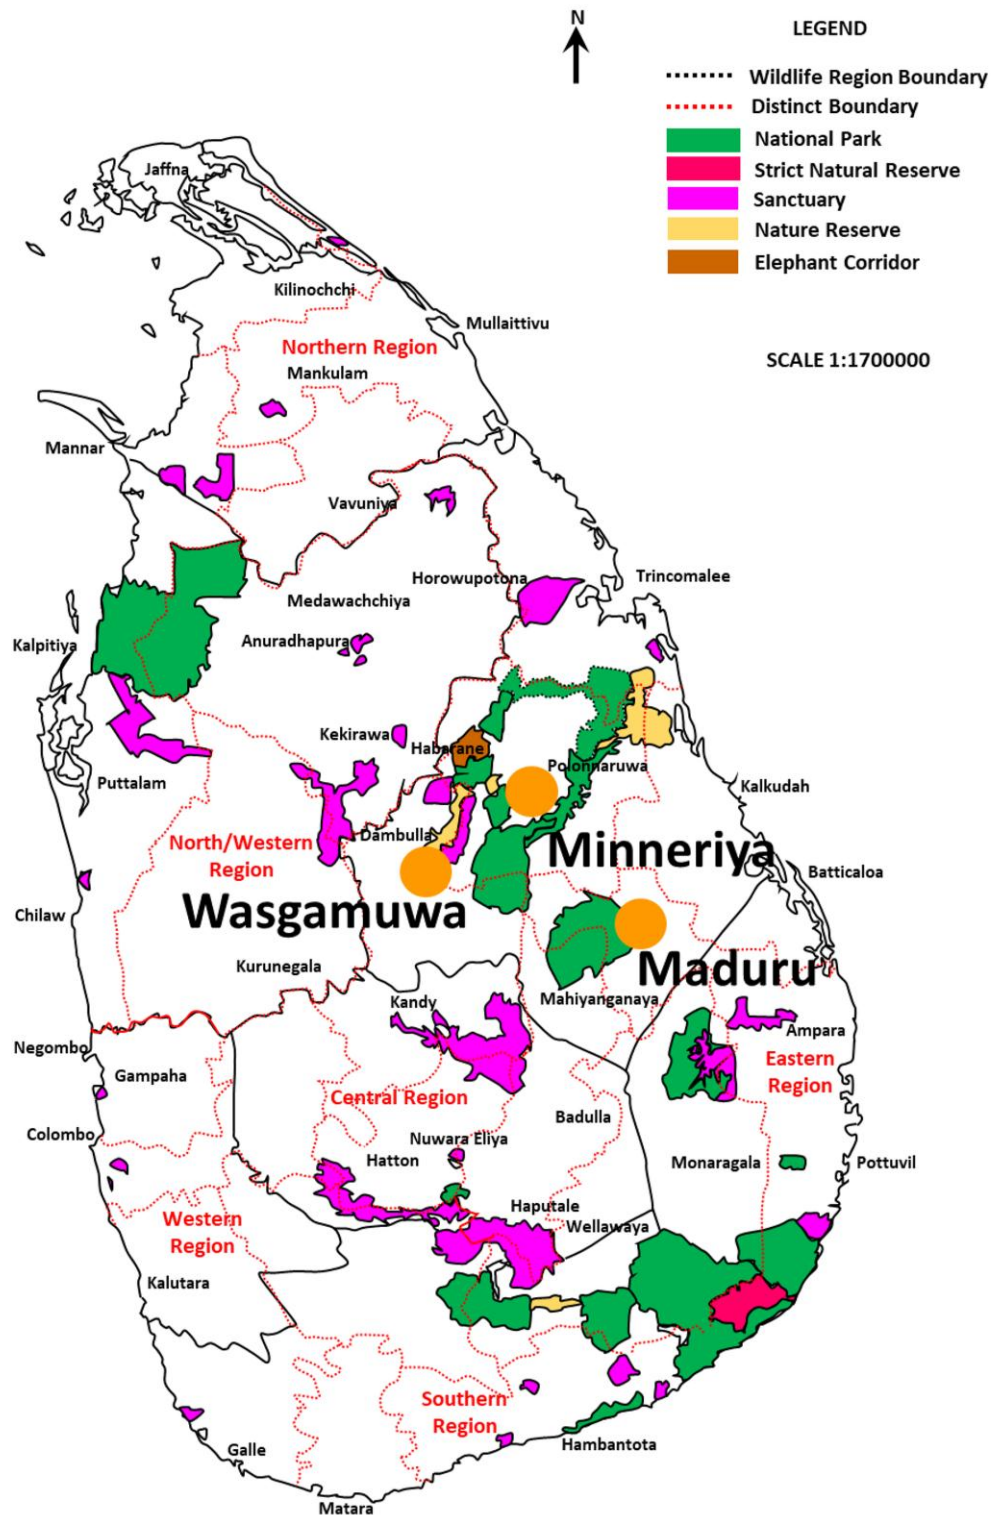 N
LEGEND
Wildlife Region Boundary
Distinct Boundary
National Park
Strict Natural Reserve
Sanctuary
Nature Reserve
Elephant Corridor
SCALE 1:1700000
Jaffna
Kilinochchi
Mullaittivu
Northern Region
Mankulam
Mannar
Vavuniya
Horowupotona
Trincomalee
Medawachchiya
Anuradhapura
Kalpitiya
Kekirawa
Habarane
Polonnaruwa
Puttalam
Kalkudah
North/Western
Region
Dambulla
Minneriya
Batticaloa
Wasgamuwa
Chilaw
Maduru
Kurunegala
Mahiyanganaya
Kandy
Ampara
Negombo
Eastern
Region
Gampaha
Central Region
Badulla
Colombo
Nuwara Eliya
Hatton
Monaragala
Pottuvil
Western
Region
Haputale
Wellawaya
Kalutara
Southern
Region
Galle
Hambantota
Matara